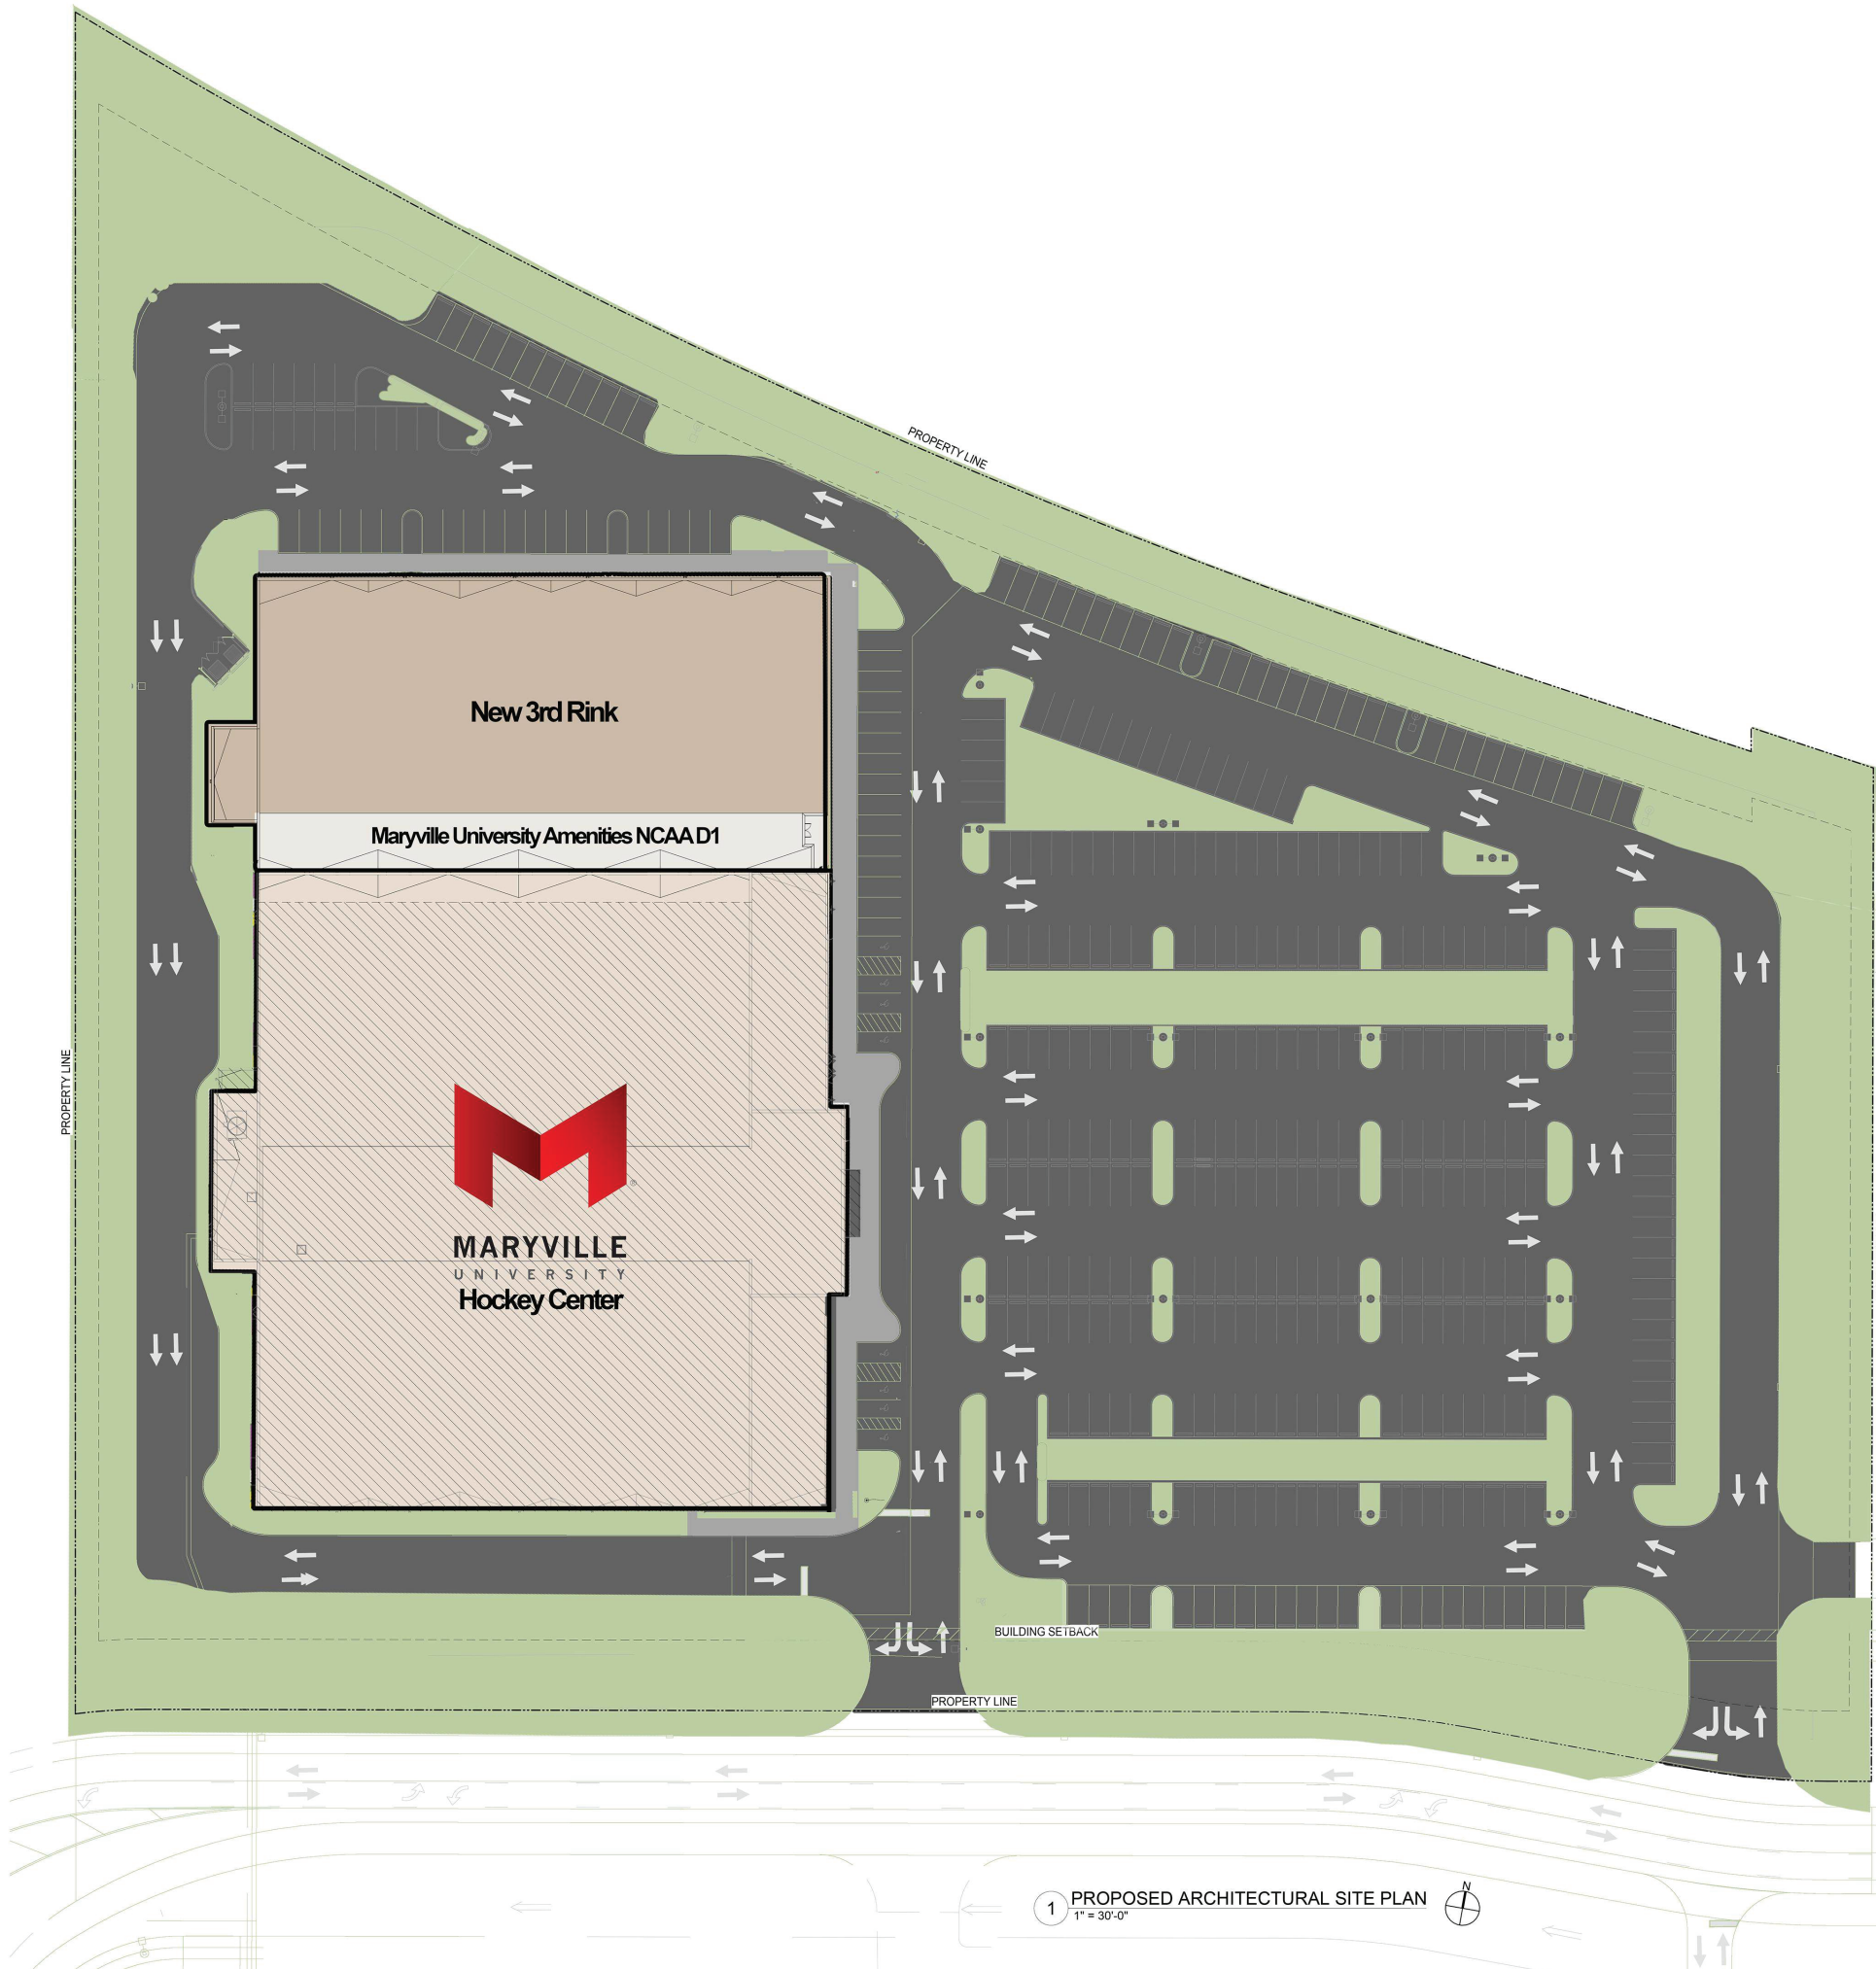 PROPERTY LINE
New 3rd Rink
Maryville University Amenities NCAA D1
PROPERTY LINE
®
MARYVILLE
UNIVERSITY
Hockey Center
BUILDING SETBACK
PROPERTY LINE
1
PROPOSED ARCHITECTURAL SITE PLAN
1" = 30'-0"
N